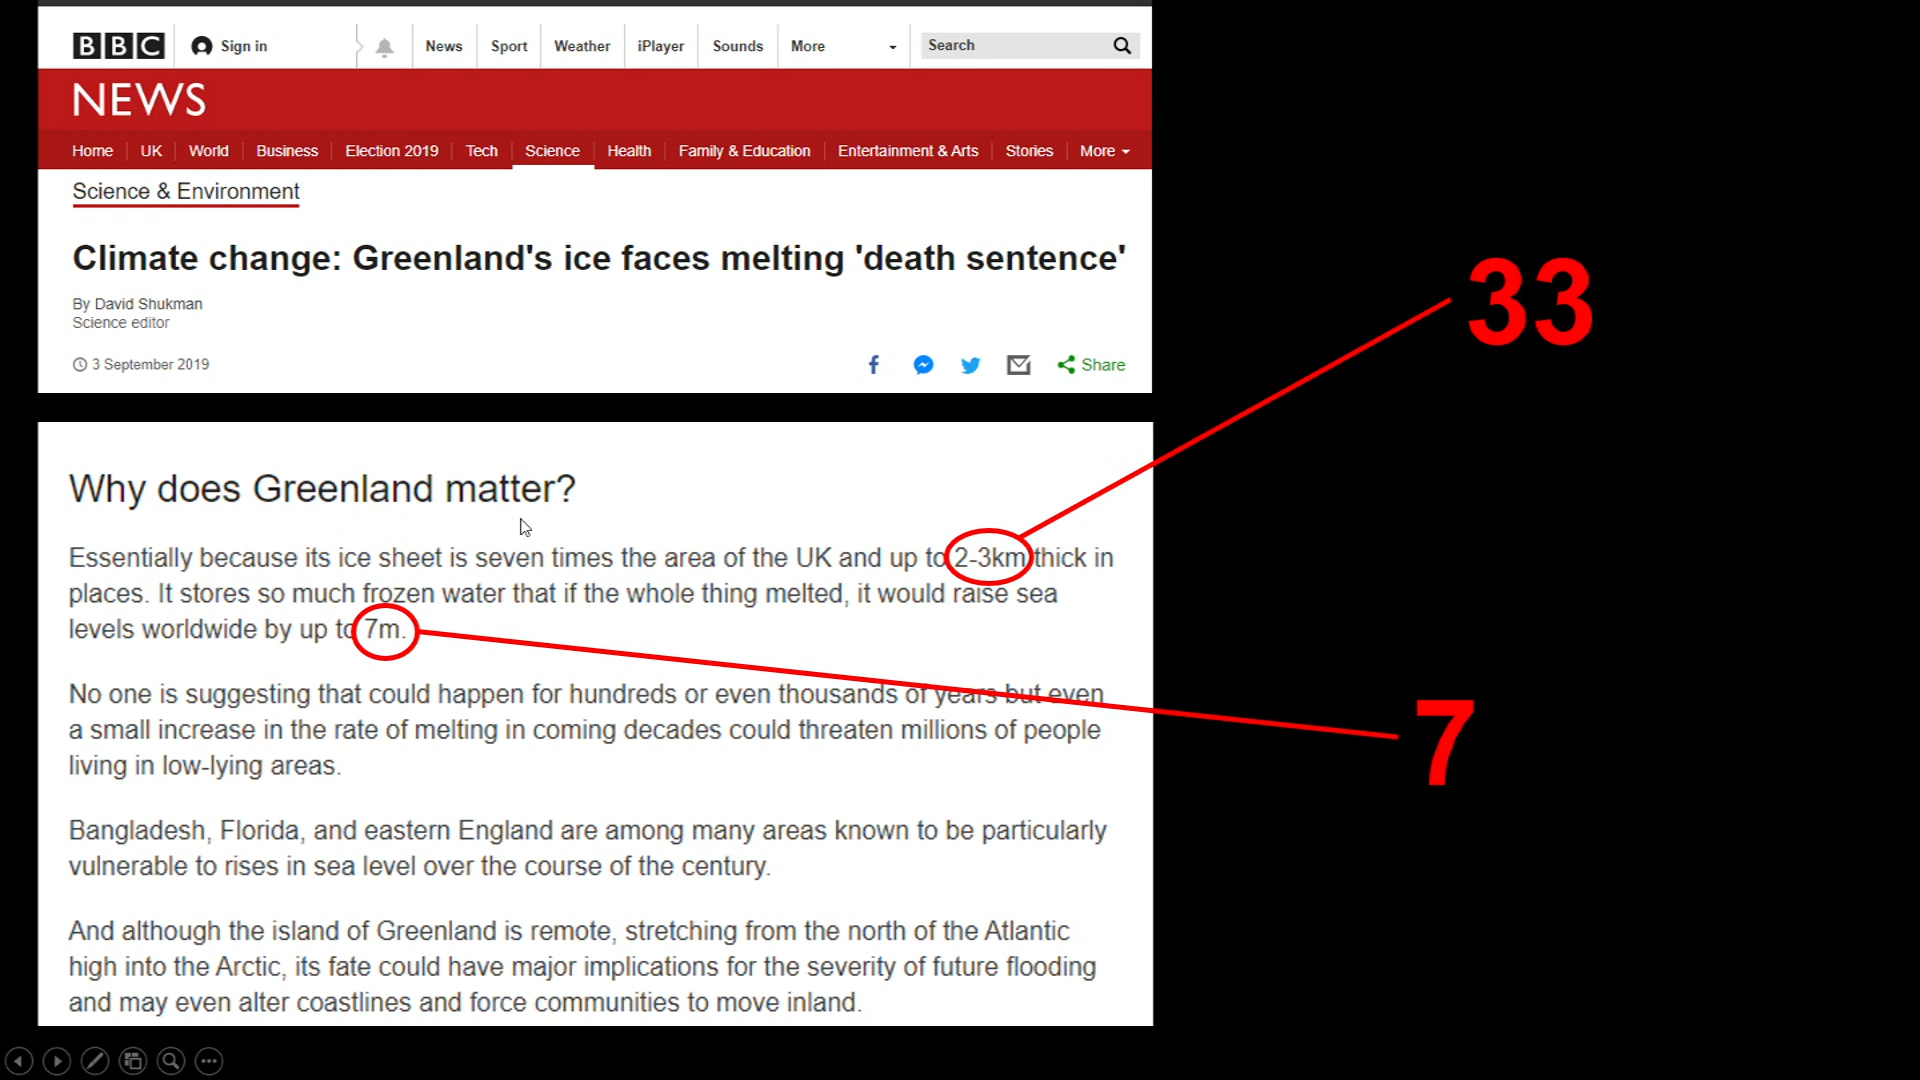 BBC Sign in News Sport Weather iPlayer Sounds More Search
NEWS
Home UK World Business Election 2019 Tech Science Health Family & Education Entertainment & Arts Stories More
Science & Environment
Climate change: Greenland's ice faces melting 'death sentence'
By David Shukman
Science editor
3 September 2019 Share
33
Why does Greenland matter?
Essentially because its ice sheet is seven times the area of the UK and up to 2-3km thick in
places. It stores so much frozen water that if the whole thing melted, it would raise sea
levels worldwide by up to 7m.
No one is suggesting that could happen for hundreds or even thousands of years but even
a small increase in the rate of melting in coming decades could threaten millions of people
living in low-lying areas.
7
Bangladesh, Florida, and eastern England are among many areas known to be particularly
vulnerable to rises in sea level over the course of the century.
And although the island of Greenland is remote, stretching from the north of the Atlantic
high into the Arctic, its fate could have major implications for the severity of future flooding
and may even alter coastlines and force communities to move inland.